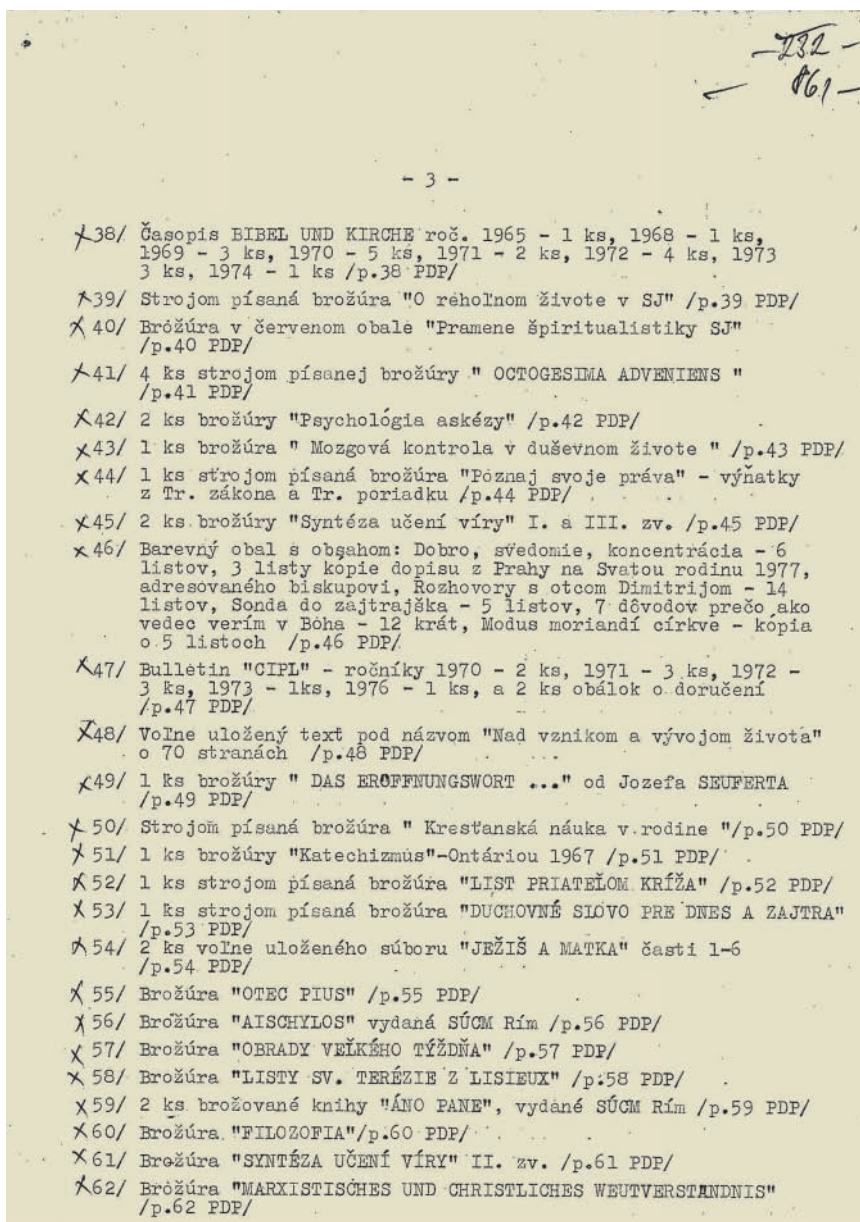 - 232 -
- 861 -
- 3 -
38/ Časopis BIBEL UND KIRCHE roč. 1965 - 1 ks, 1968 - 1 ks,
1969 - 3 ks, 1970 - 5 ks, 1971 - 2 ks, 1972 - 4 ks, 1973
3 ks, 1974 - 1 ks /p.38 PDP/
39/ Strojom písaná brožúra "O rehoľnom živote v SJ" /p.39 PDP/
40/ Brožúra v červenom obale "Pramene špiritualistiky SJ"
/p.40 PDP/
41/ 4 ks strojom písanej brožúry " OCTOGESIMA ADVENIENS "
/p.41 PDP/
42/ 2 ks brožúry "Psychológia askézy" /p.42 PDP/
43/ 1 ks brožúra " Mozgová kontrola v duševnom živote " /p.43 PDP/
44/ 1 ks strojom písaná brožúra "Poznaj svoje práva" - výňatky
z Tr. zákona a Tr. poriadku /p.44 PDP/
45/ 2 ks brožúry "Syntéza učení víry" I. a III. zv. /p.45 PDP/
46/ Barevný obal s obsahom: Dobro, svedomie, koncentrácia - 6
listov, 3 listy kópie dopisu z Prahy na Svatou rodinu 1977,
adresovaného biskupovi, Rozhovory s otcom Dimitrijom - 14
listov, Sonda do zajtrajška - 5 listov, 7 dôvodov prečo ako
vedec verím v Boha - 12 krát, Modus moriandí církve - kópia
o 5 listoch /p.46 PDP/
47/ Bulletin "CIPL" - ročníky 1970 - 2 ks, 1971 - 3 ks, 1972 -
3 ks, 1973 - 1ks, 1976 - 1 ks, a 2 ks obálok o doručení
/p.47 PDP/
48/ Voľne uložený text pod názvom "Nad vznikom a vývojom života"
o 70 stranách /p.48 PDP/
49/ 1 ks brožúry " DAS EROFFNUNGSWORT ..." od Jozefa SEUFERTA
/p.49 PDP/
50/ Strojom písaná brožúra " Kresťanská náuka v rodine "/p.50 PDP/
51/ 1 ks brožúry "Katechizmus"-Ontáriou 1967 /p.51 PDP/
52/ 1 ks strojom písaná brožúra "LIST PRIATEĽOM KRÍŽA" /p.52 PDP/
53/ 1 ks strojom písaná brožúra "DUCHOVNÉ SLOVO PRE DNES A ZAJTRA"
/p.53 PDP/
54/ 2 ks voľne uloženého súboru "JEŽIŠ A MATKA" časti 1-6
/p.54 PDP/
55/ Brožúra "OTEC PIUS" /p.55 PDP/
56/ Brožúra "AISCHYLOS" vydaná SÚCM Rím /p.56 PDP/
57/ Brožúra "OBRADY VEĽKÉHO TÝŽDŇA" /p.57 PDP/
58/ Brožúra "LISTY SV. TERÉZIE Z LISIEUX" /p.58 PDP/
59/ 2 ks brožované knihy "ÁNO PANE", vydané SÚCM Rím /p.59 PDP/
60/ Brožúra "FILOZOFIA"/p.60 PDP/
61/ Brožúra "SYNTÉZA UČENÍ VÍRY" II. zv. /p.61 PDP/
62/ Brožúra "MARXISTISCHES UND CHRISTLICHES WEUTVERSTANDNIS"
/p.62 PDP/